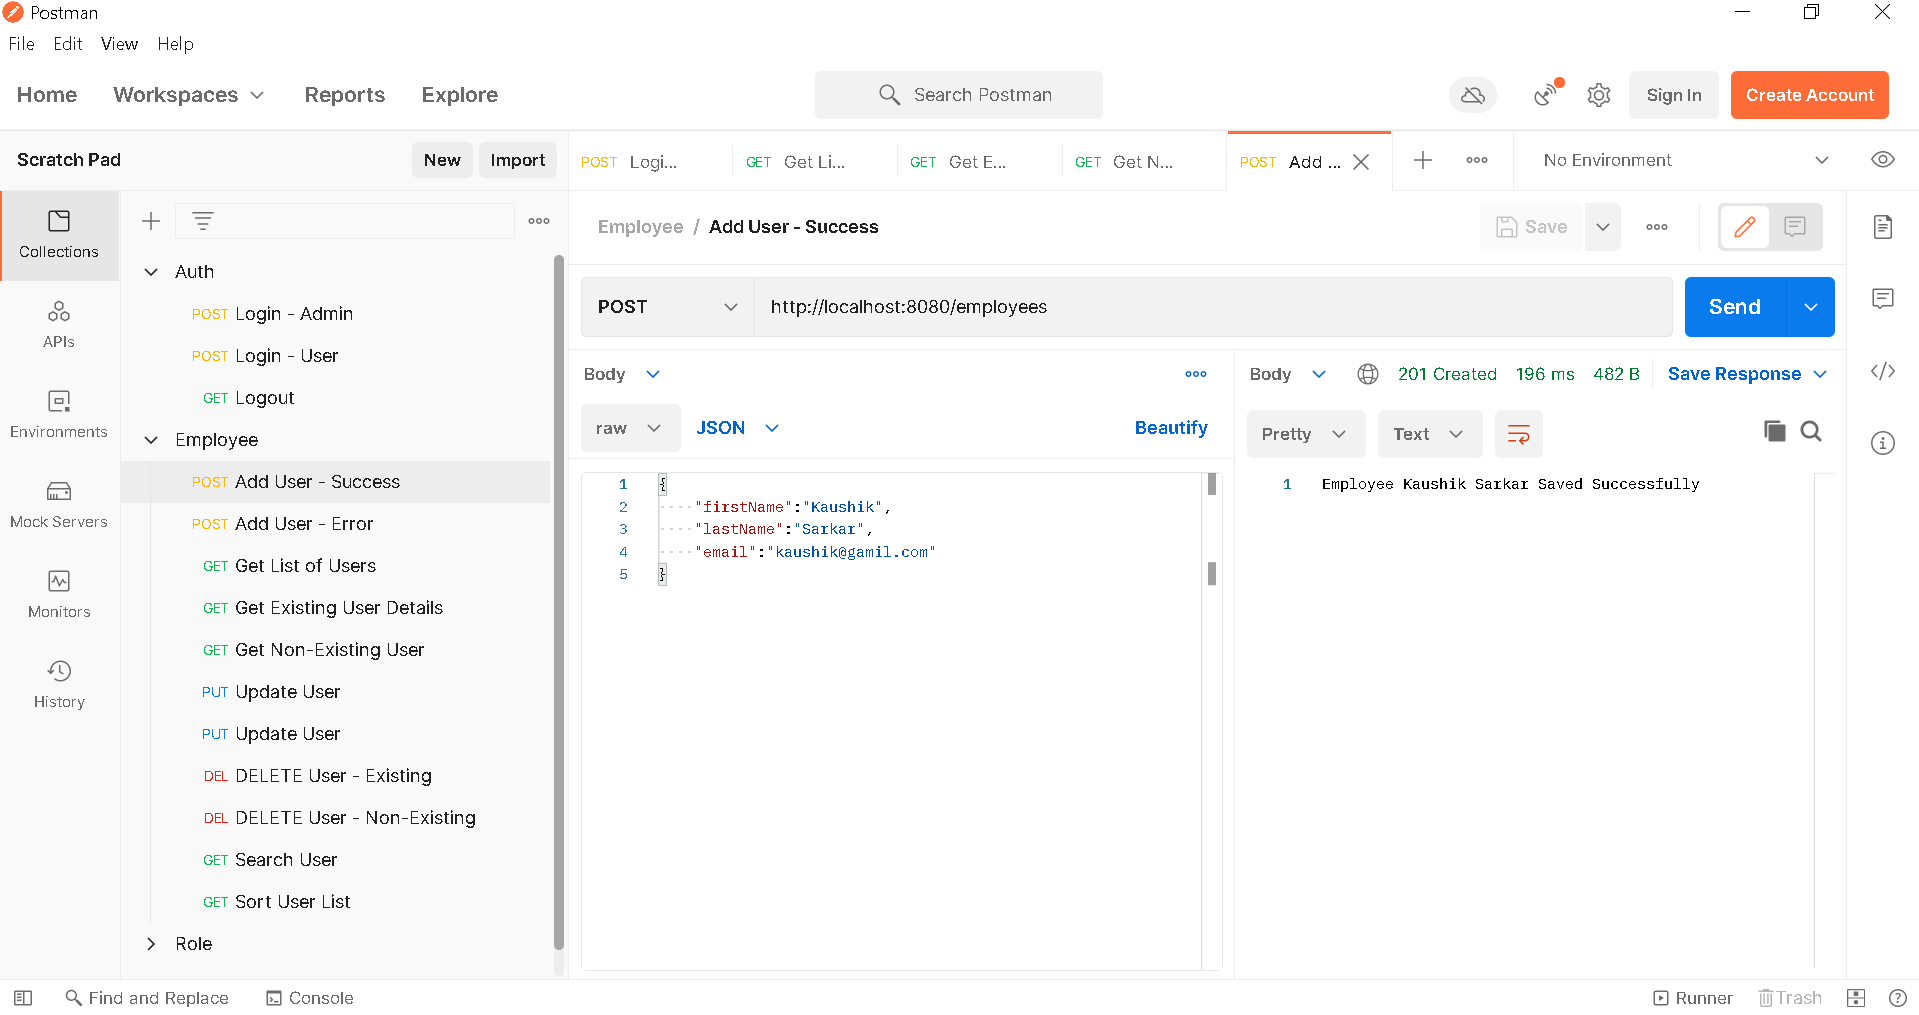 Postman
File Edit View Help
Home Workspaces Reports Explore Search Postman Sign In Create Account
Scratch Pad New Import POST Logi... GET Get Li... GET Get E... GET Get N... POST Add ... No Environment
Collections
APIs
Environments
Mock Servers
Monitors
History
Auth
POST Login - Admin
POST Login - User
GET Logout
Employee
POST Add User - Success
POST Add User - Error
GET Get List of Users
GET Get Existing User Details
GET Get Non-Existing User
PUT Update User
PUT Update User
DEL DELETE User - Existing
DEL DELETE User - Non-Existing
GET Search User
GET Sort User List
Role
Employee / Add User - Success Save
POST http://localhost:8080/employees Send
Body
raw JSON Beautify
1 {
2 "firstName":"Kaushik",
3 "lastName":"Sarkar",
4 "email":"kaushik@gamil.com"
5 }
Body 201 Created 196 ms 482 B Save Response
Pretty Text
1 Employee Kaushik Sarkar Saved Successfully
Find and Replace Console Runner Trash